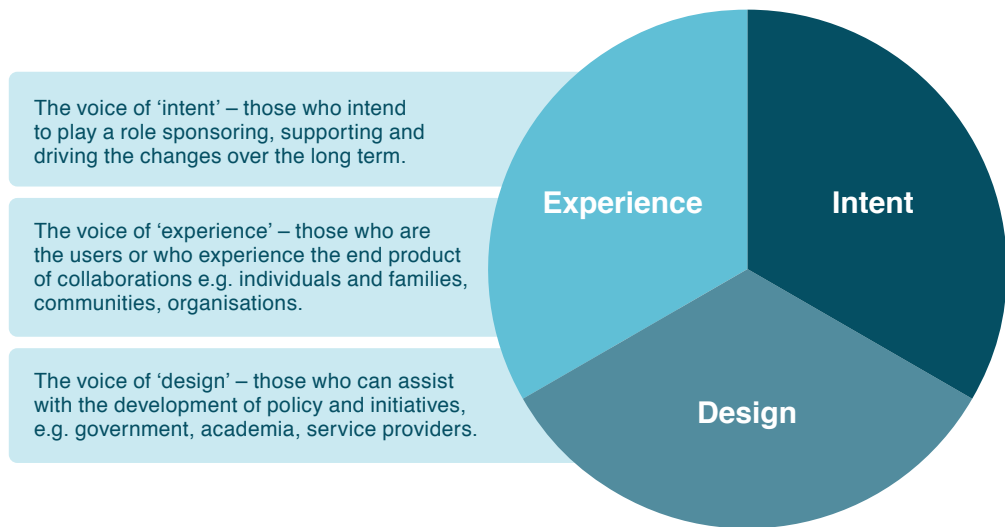 The voice of ‘intent’ – those who intend
to play a role sponsoring, supporting and
driving the changes over the long term.
The voice of ‘experience’ – those who are
the users or who experience the end product
of collaborations e.g. individuals and families,
communities, organisations.
The voice of ‘design’ – those who can assist
with the development of policy and initiatives,
e.g. government, academia, service providers.
Experience
Intent
Design